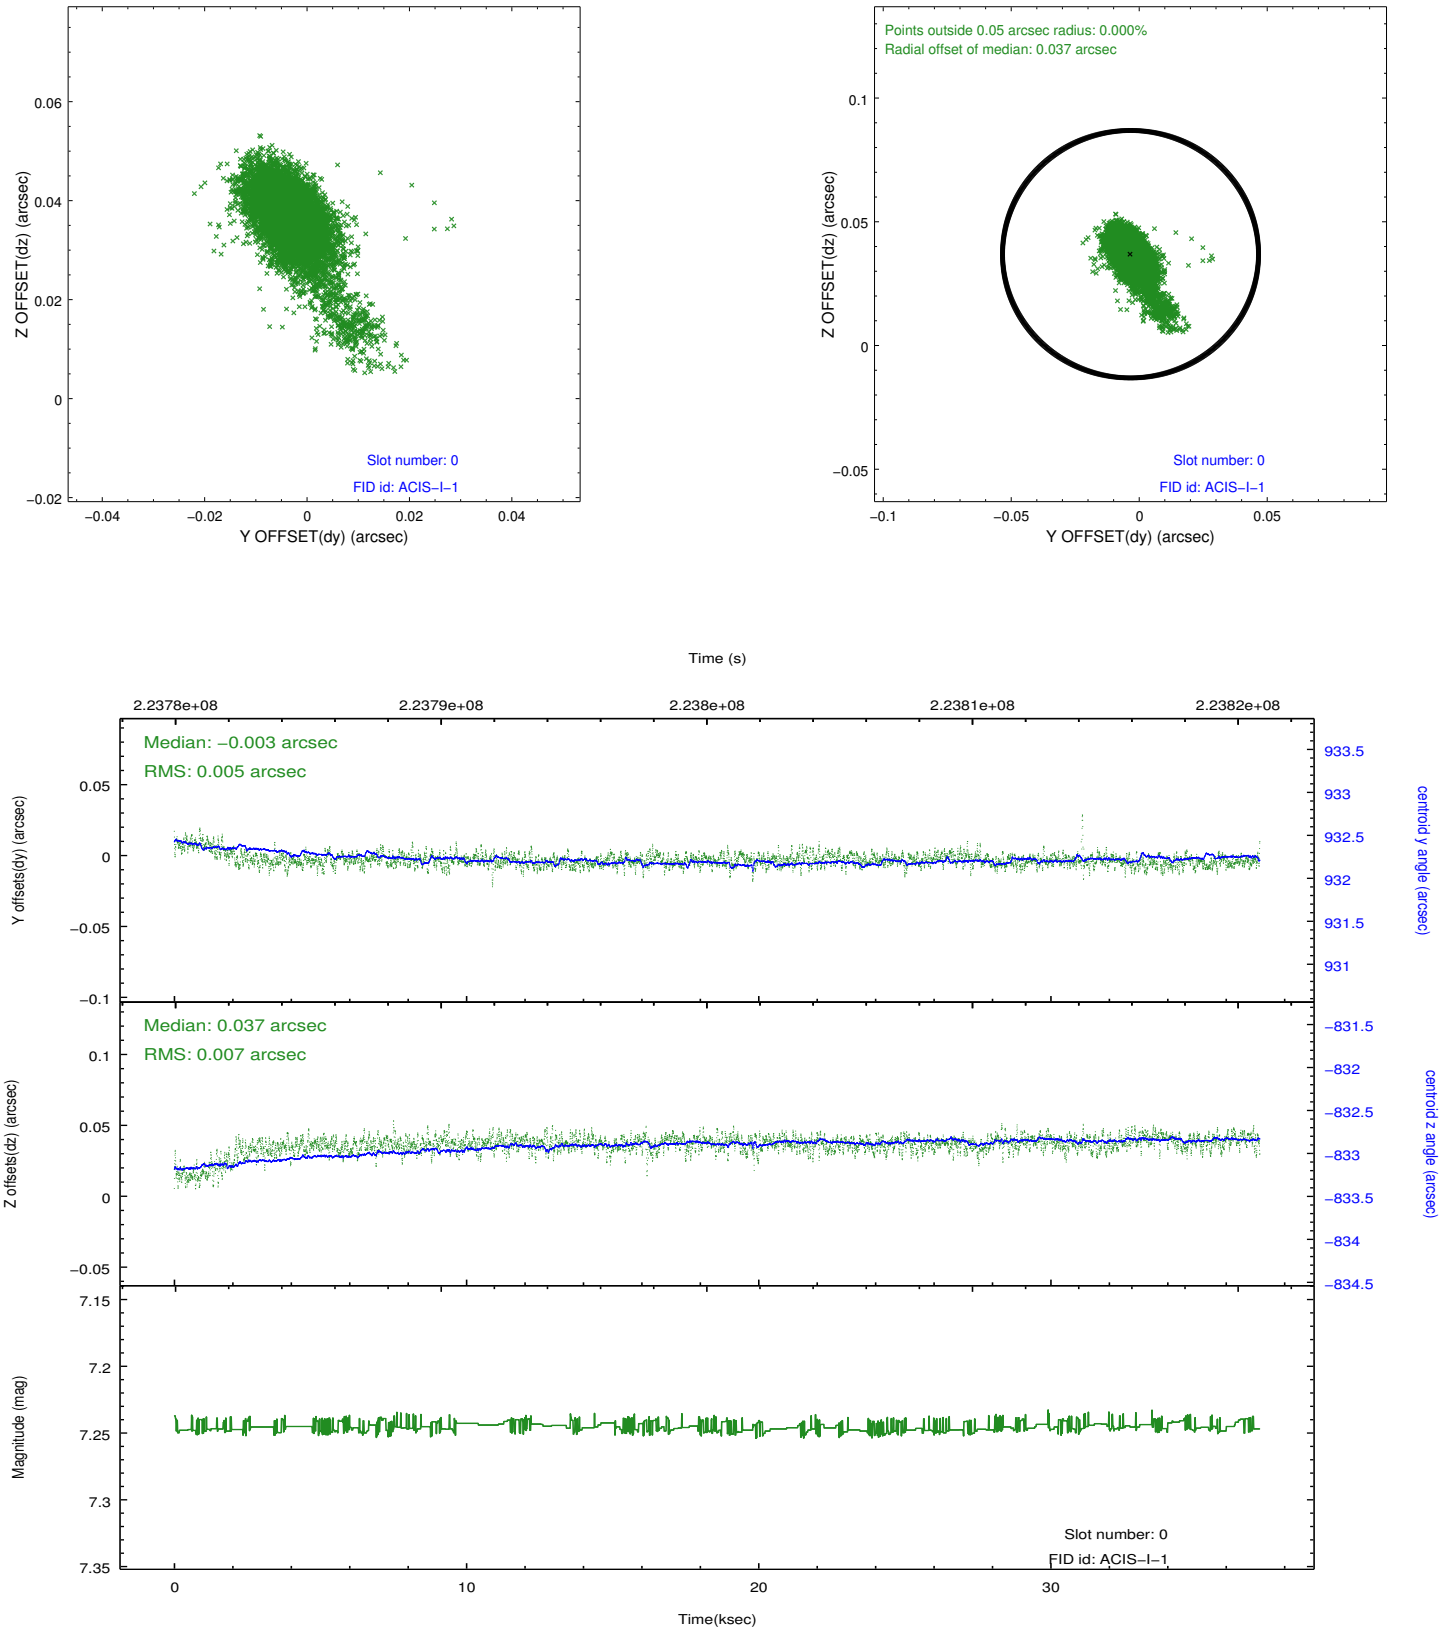 0.06
0.04
0.02
0
−0.02
−0.04
−0.02
0
0.02
0.04
Z OFFSET(dz) (arcsec)
Y OFFSET(dy) (arcsec)
Slot number: 0
FID id: ACIS−I−1
Points outside 0.05 arcsec radius: 0.000%
Radial offset of median: 0.037 arcsec
0.1
0.05
0
−0.05
−0.1
−0.05
0
0.05
Z OFFSET(dz) (arcsec)
Y OFFSET(dy) (arcsec)
Slot number: 0
FID id: ACIS−I−1
Time (s)
2.2378e+08
2.2379e+08
2.238e+08
2.2381e+08
2.2382e+08
Median: −0.003 arcsec
RMS: 0.005 arcsec
0.05
0
−0.05
−0.1
Y offsets(dy) (arcsec)
933.5
933
932.5
932
931.5
931
centroid y angle (arcsec)
Median: 0.037 arcsec
RMS: 0.007 arcsec
0.1
0.05
0
−0.05
Z offsets(dz) (arcsec)
−831.5
−832
−832.5
−833
−833.5
−834
−834.5
centroid z angle (arcsec)
7.15
7.2
7.25
7.3
7.35
Magnitude (mag)
Slot number: 0
FID id: ACIS−I−1
0
10
20
30
Time(ksec)